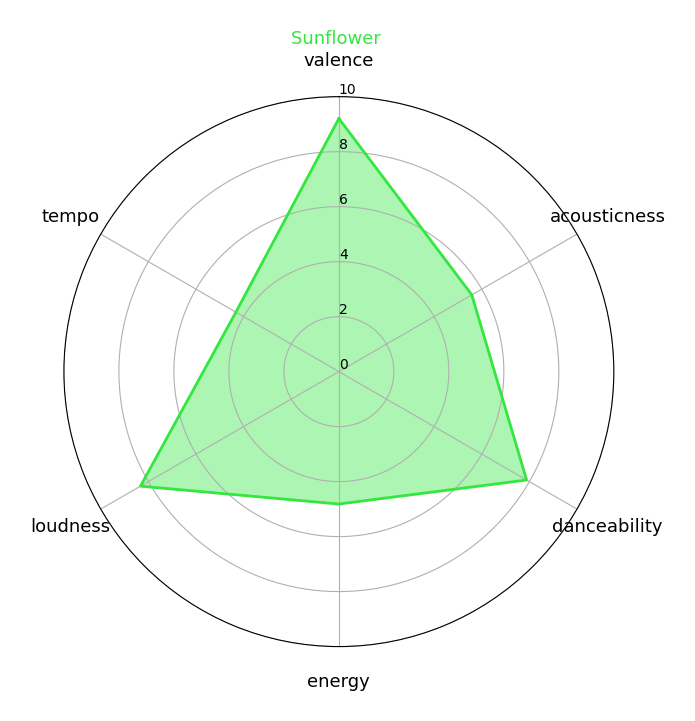 Sunflower
valence
10
8
6
4
2
0
tempo
acousticness
loudness
danceability
energy